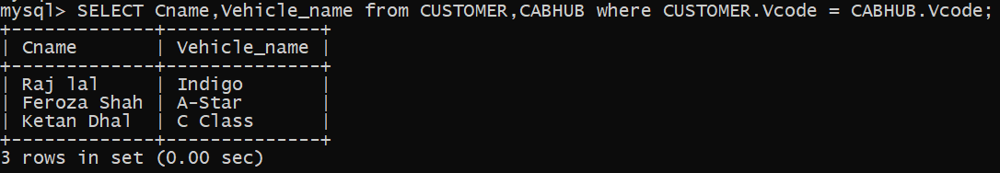 mysql> SELECT Cname,Vehicle_name from CUSTOMER,CABHUB where CUSTOMER.Vcode = CABHUB.Vcode;
+-------------+--------------+
| Cname       | Vehicle_name |
+-------------+--------------+
| Raj lal     | Indigo       |
| Feroza Shah | A-Star       |
| Ketan Dhal  | C Class      |
+-------------+--------------+
3 rows in set (0.00 sec)